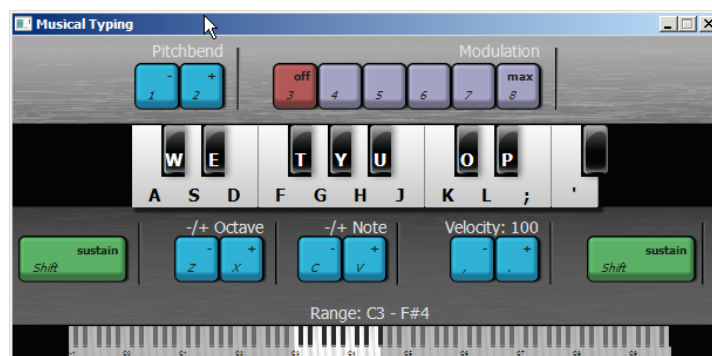 Musical Typing
Pitchbend Modulation
- + off max
1 2 3 4 5 6 7 8
W E T Y U O P
A S D F G H J K L ; '
-/+ Octave -/+ Note Velocity: 100
sustain - + - + - + sustain
Shift Z X C V , . Shift
Range: C3 - F#4